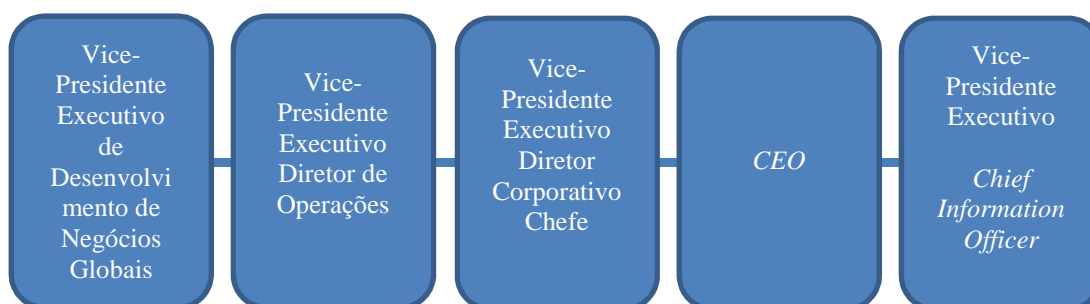 Vice-
Presidente
Executivo
de
Desenvolvi
mento de
Negócios
Globais
Vice-
Presidente
Executivo
Diretor de
Operações
Vice-
Presidente
Executivo
Diretor
Corporativo
Chefe
CEO
Vice-
Presidente
Executivo
Chief
Information
Officer